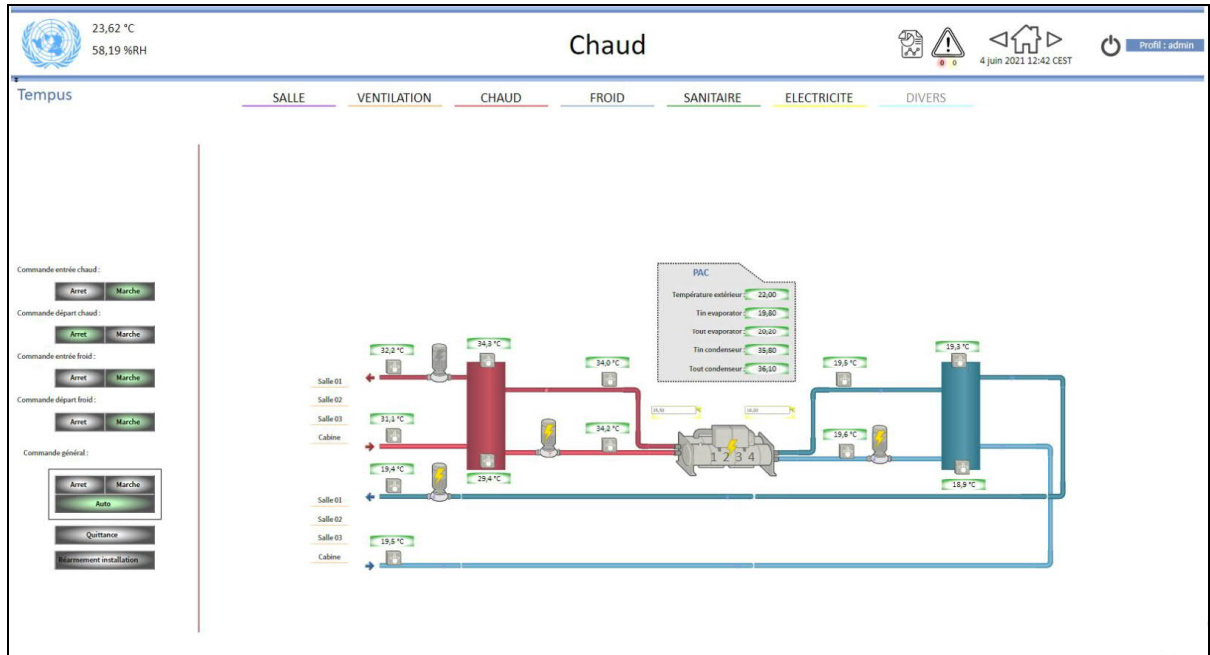 23,62 °C
58,19 %RH
Chaud
0 0
4 juin 2021 12:42 CEST
Profil : admin
Tempus
SALLE VENTILATION CHAUD FROID SANITAIRE ELECTRICITE DIVERS
Commande entrée chaud :
Arret Marche
Commande départ chaud :
Arret Marche
Commande entrée froid :
Arret Marche
Commande départ froid :
Arret Marche
Commande général :
Arret Marche
Auto
Quittance
Réarmement installation
PAC
Température extérieur : 22,00
Tin evaporator : 19,80
Tout evaporator : 20,20
Tin condenseur : 35,80
Tout condenseur : 36,10
32,2 °C
34,3 °C
34,0 °C
19,5 °C
19,3 °C
Salle 01
Salle 02
Salle 03
Cabine
31,1 °C
34,2 °C
19,6 °C
1 2 3 4
19,4 °C
29,4 °C
18,9 °C
Salle 01
Salle 02
Salle 03
Cabine
19,5 °C